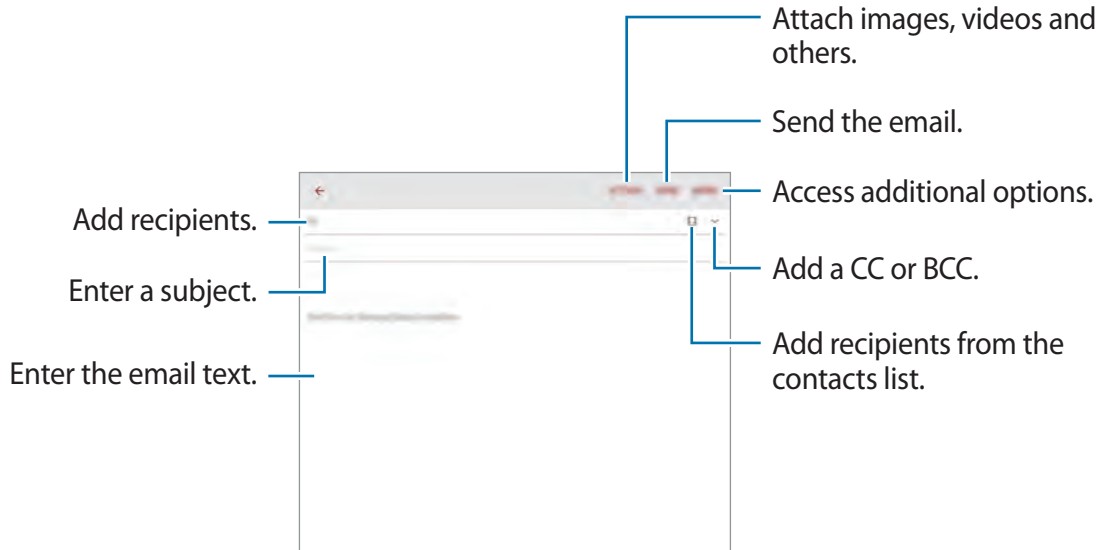 Attach images, videos and
others.
Send the email.
Access additional options.
Add recipients.
Add a CC or BCC.
Enter a subject.
Add recipients from the
contacts list.
Enter the email text.